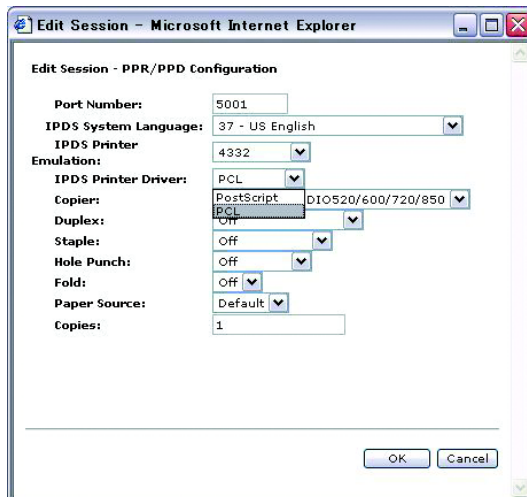 Edit Session - Microsoft Internet Explorer
Edit Session - PPR/PPD Configuration
Port Number: 5001
IPDS System Language: 37 - US English
IPDS Printer Emulation: 4332
IPDS Printer Driver: PCL
PostScript
PCL
Copier: DIO520/600/720/850
Duplex: Off
Staple: Off
Hole Punch: Off
Fold: Off
Paper Source: Default
Copies: 1
OK Cancel